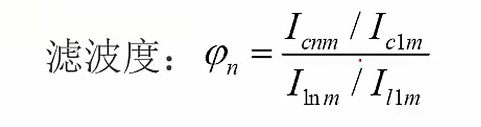 滤波度：φn = (Icnm / Ic1m) / (Ilnm / Il1m)